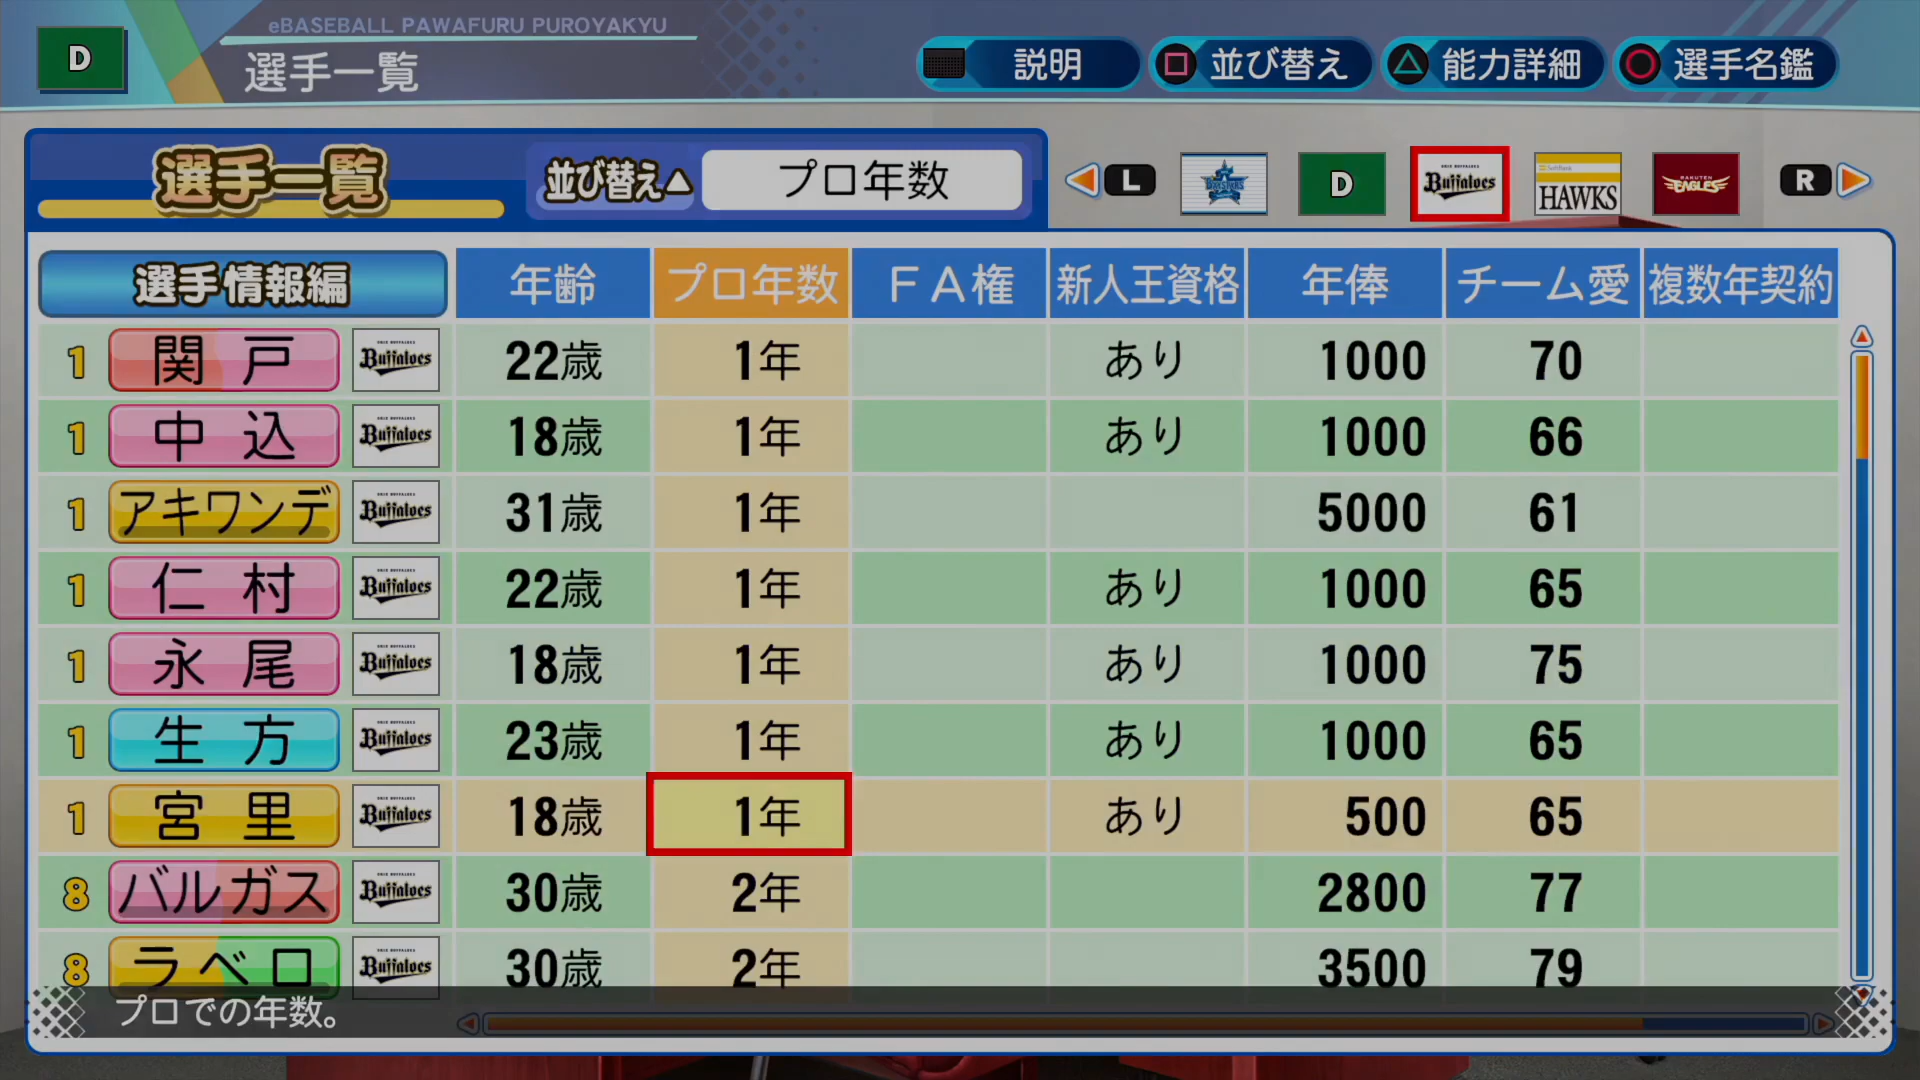 D
eBASEBALL PAWAFURU PUROYAKYU
選手一覧
説明 並び替え 能力詳細 選手名鑑
選手一覧 並び替え▲ プロ年数
L D Buffaloes HAWKS EAGLES R
選手情報編 年齢 プロ年数 FA権 新人王資格 年俸 チーム愛 複数年契約
1 関戸 Buffaloes 22歳 1年 あり 1000 70
1 中込 Buffaloes 18歳 1年 あり 1000 66
1 アキワンデ Buffaloes 31歳 1年 5000 61
1 仁村 Buffaloes 22歳 1年 あり 1000 65
1 永尾 Buffaloes 18歳 1年 あり 1000 75
1 生方 Buffaloes 23歳 1年 あり 1000 65
1 宮里 Buffaloes 18歳 1年 あり 500 65
8 バルガス Buffaloes 30歳 2年 2800 77
8 ラベロ Buffaloes 30歳 2年 3500 79
プロでの年数。